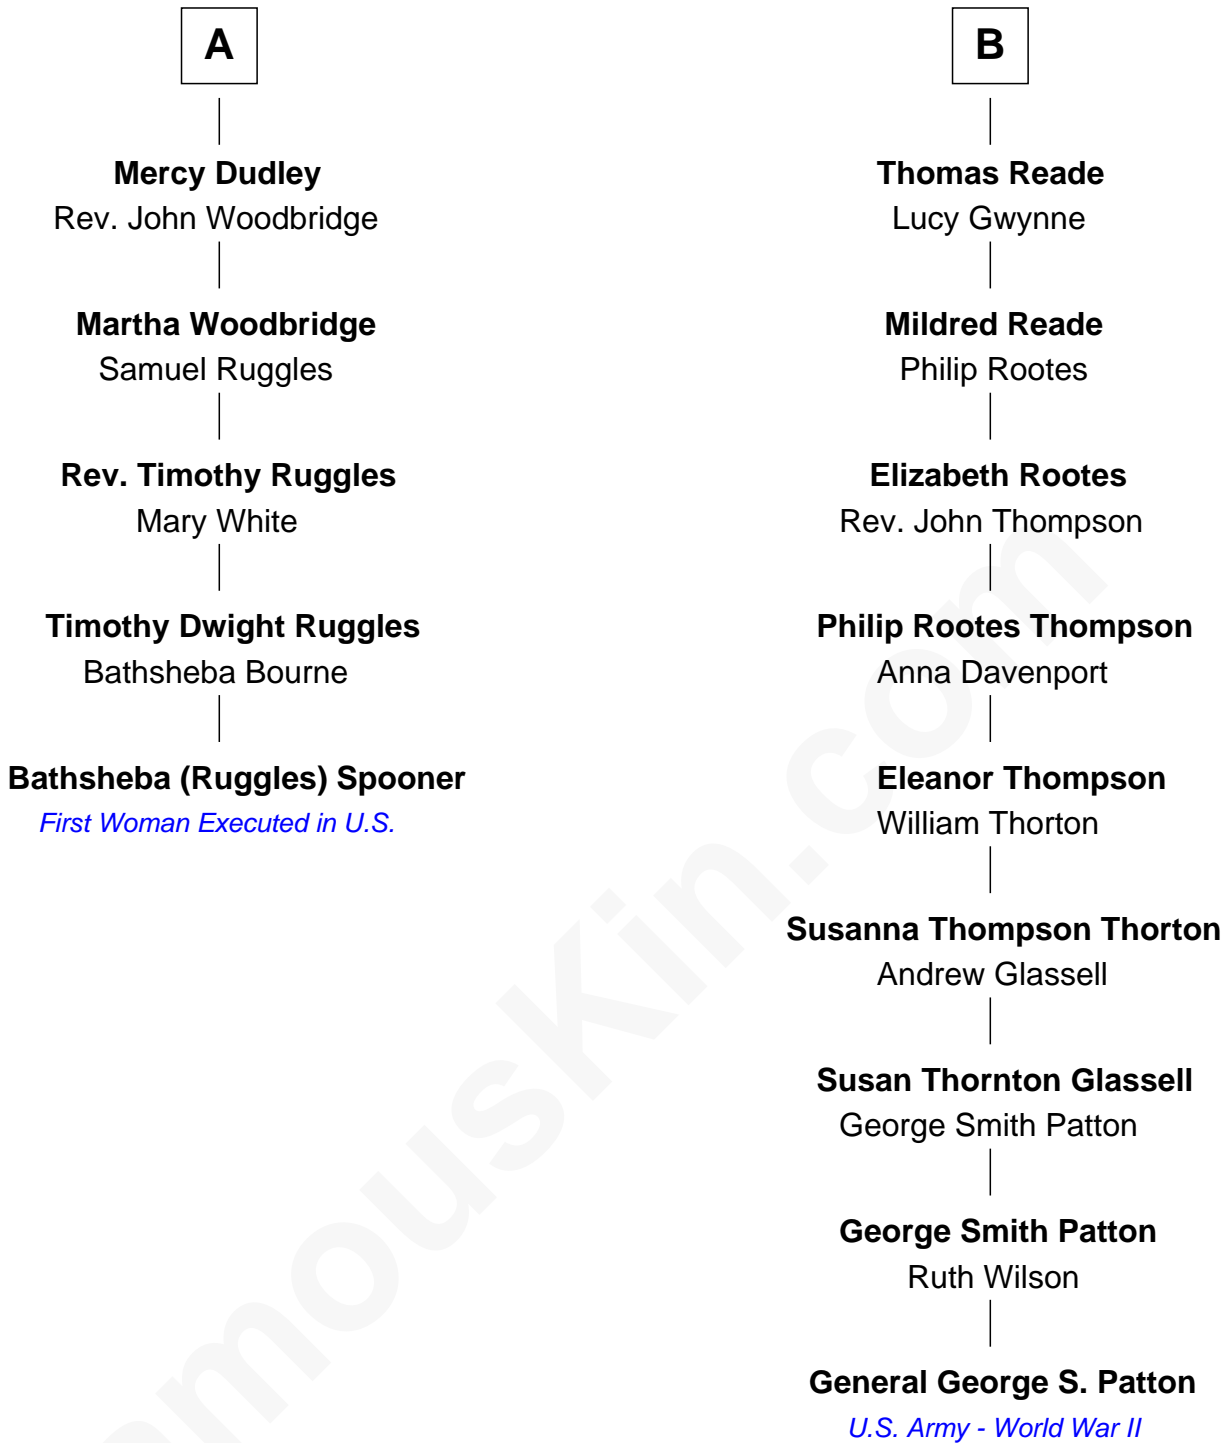 A
Mercy Dudley
Rev. John Woodbridge
Martha Woodbridge
Samuel Ruggles
Rev. Timothy Ruggles
Mary White
Timothy Dwight Ruggles
Bathsheba Bourne
Bathsheba (Ruggles) Spooner
First Woman Executed in U.S.
B
Thomas Reade
Lucy Gwynne
Mildred Reade
Philip Rootes
Elizabeth Rootes
Rev. John Thompson
Philip Rootes Thompson
Anna Davenport
Eleanor Thompson
William Thorton
Susanna Thompson Thorton
Andrew Glassell
Susan Thornton Glassell
George Smith Patton
George Smith Patton
Ruth Wilson
General George S. Patton
U.S. Army - World War II
mousKin.com